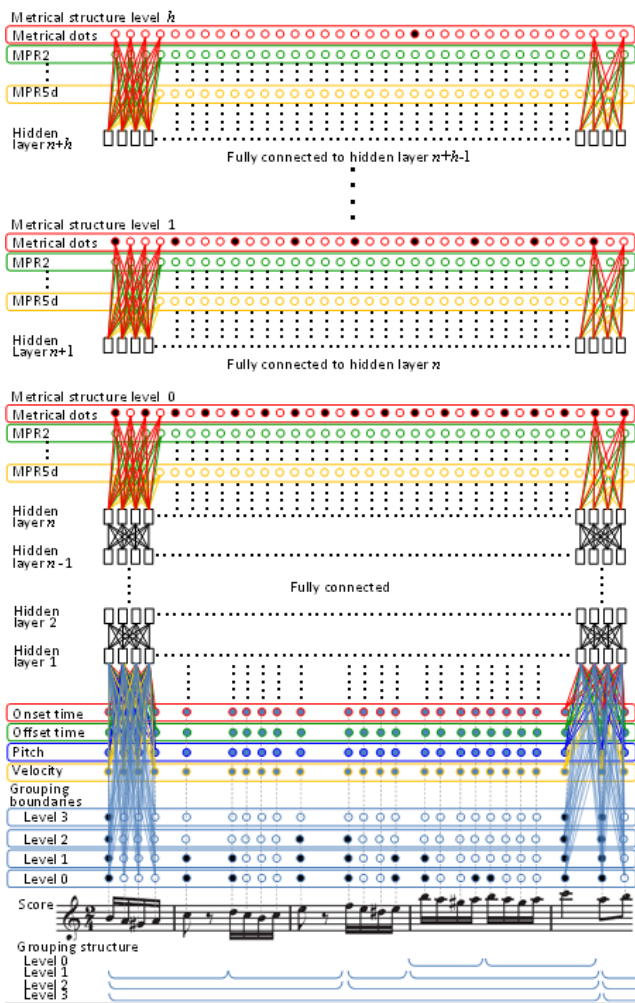 Metrical structure level h
Metrical dots
MPR2
MPR5d
Hidden
layer n+h
Fully connected to hidden layer n+h-1
Metrical structure level 1
Metrical dots
MPR2
MPR5d
Hidden
Layer n+1
Fully connected to hidden layer n
Metrical structure level 0
Metrical dots
MPR2
MPR5d
Hidden
layer n
Hidden
layer n-1
Fully connected
Hidden
layer 2
Hidden
layer 1
Onset time
Offset time
Pitch
Velocity
Grouping
boundaries
Level 3
Level 2
Level 1
Level 0
Score
2
4
Grouping structure
Level 0
Level 1
Level 2
Level 3